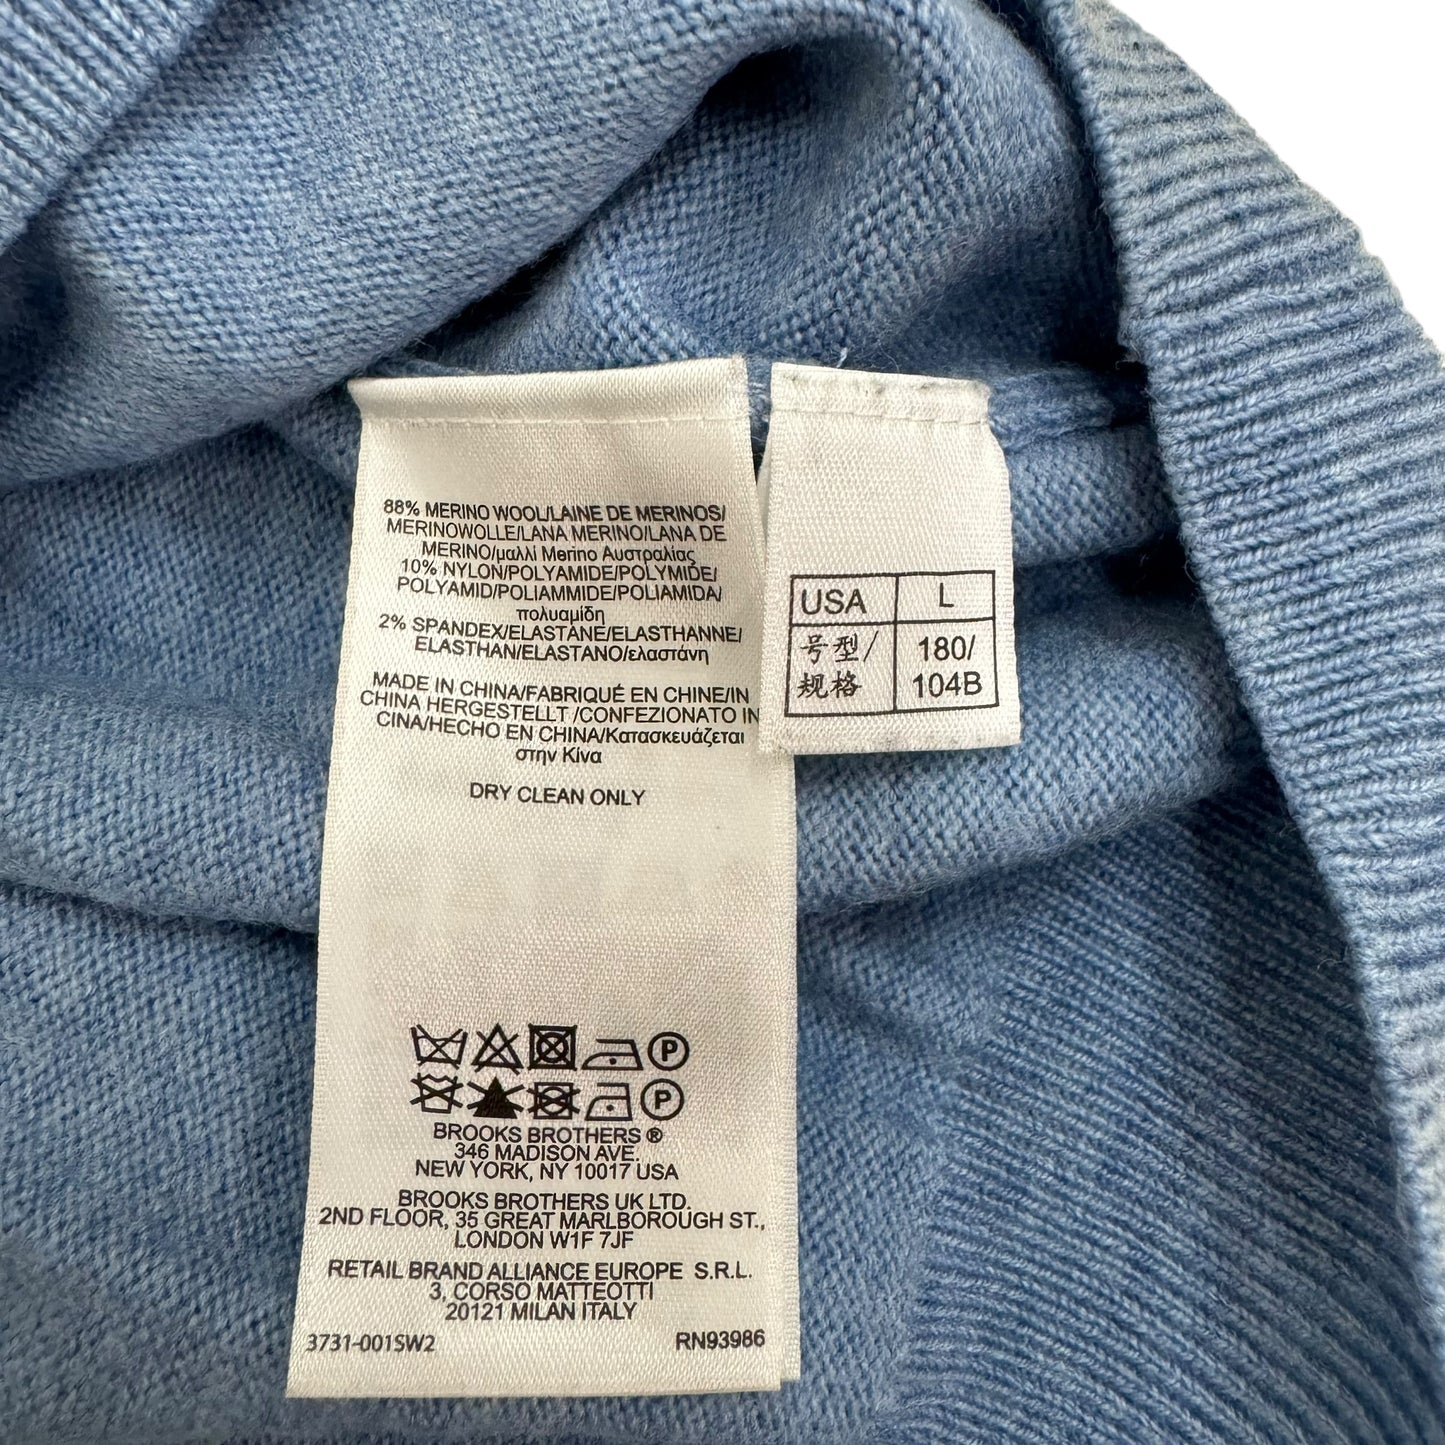 88% MERINO WOOL/LAINE DE MERINOS/
MERINOWOLLE/LANA MERINO/LANA DE
MERINO/μαλλί Merino Αυστραλίας
10% NYLON/POLYAMIDE/POLYMIDE/
POLYAMID/POLIAMMIDE/POLIAMIDA/
πολυαμίδη
2% SPANDEX/ELASTANE/ELASTHANNE/
ELASTHAN/ELASTANO/ελαστάνη
MADE IN CHINA/FABRIQUÉ EN CHINE/IN
CHINA HERGESTELLT /CONFEZIONATO IN
CINA/HECHO EN CHINA/Κατασκευάζεται
στην Κίνα
DRY CLEAN ONLY
P
P
BROOKS BROTHERS ®
346 MADISON AVE.
NEW YORK, NY 10017 USA
BROOKS BROTHERS UK LTD.
2ND FLOOR, 35 GREAT MARLBOROUGH ST.,
LONDON W1F 7JF
RETAIL BRAND ALLIANCE EUROPE S.R.L.
3, CORSO MATTEOTTI
20121 MILAN ITALY
3731-001SW2 RN93986
USA L
号型/ 180/
规格 104B